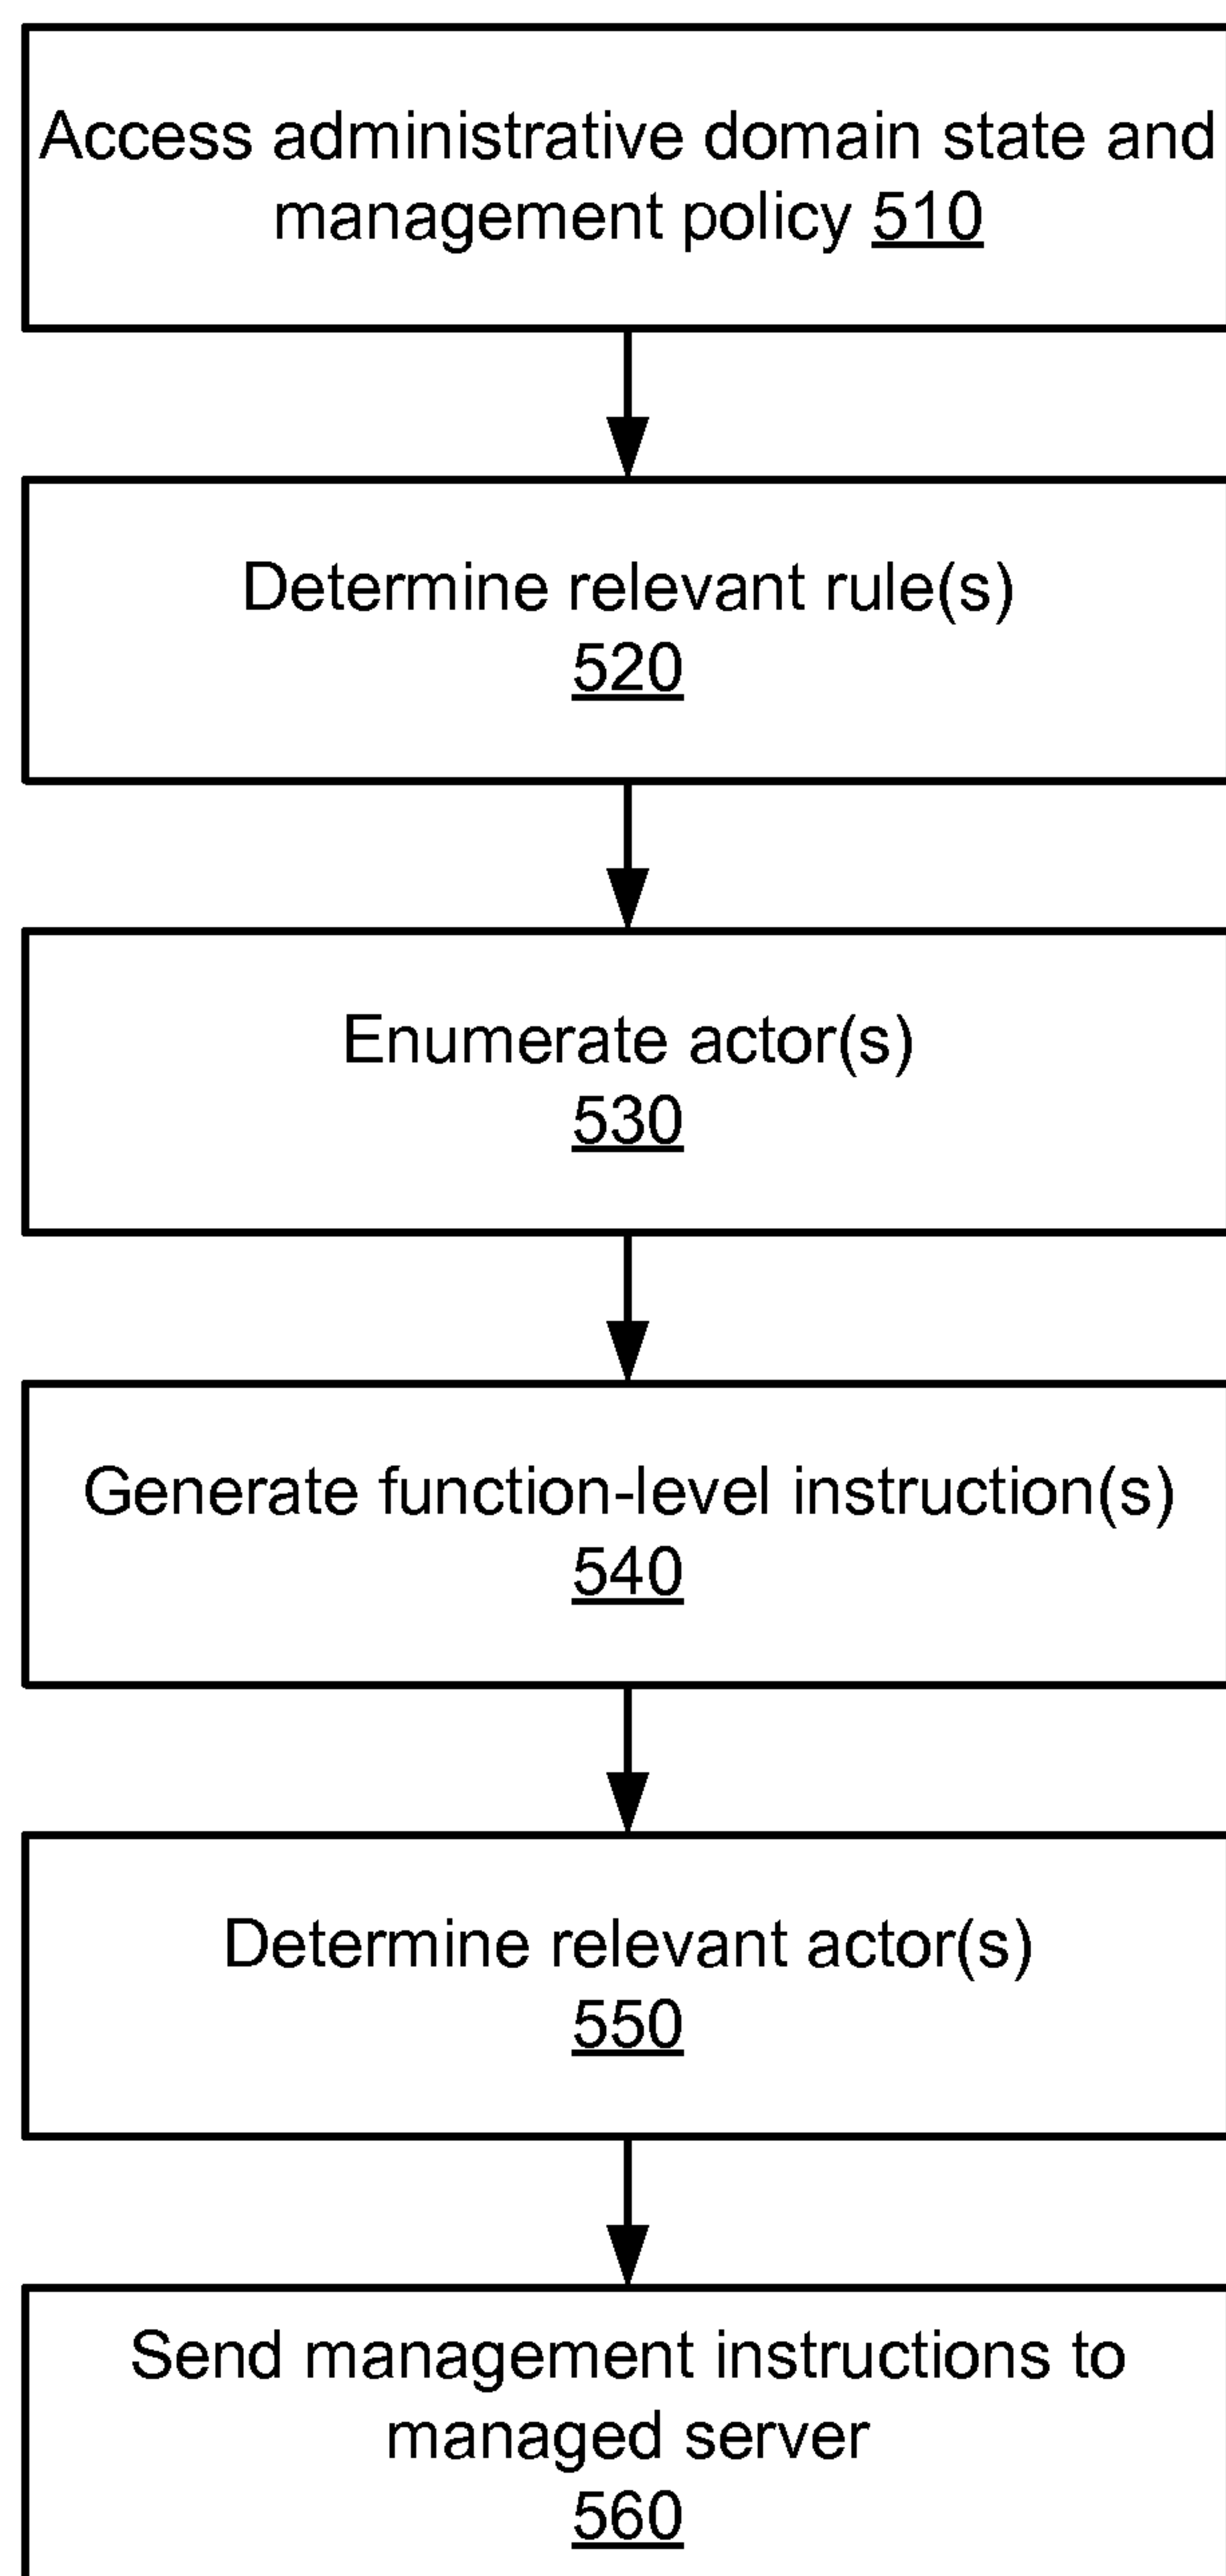 Access administrative domain state and
management policy 510
Determine relevant rule(s)
520
Enumerate actor(s)
530
Generate function-level instruction(s)
540
Determine relevant actor(s)
550
Send management instructions to
managed server
560